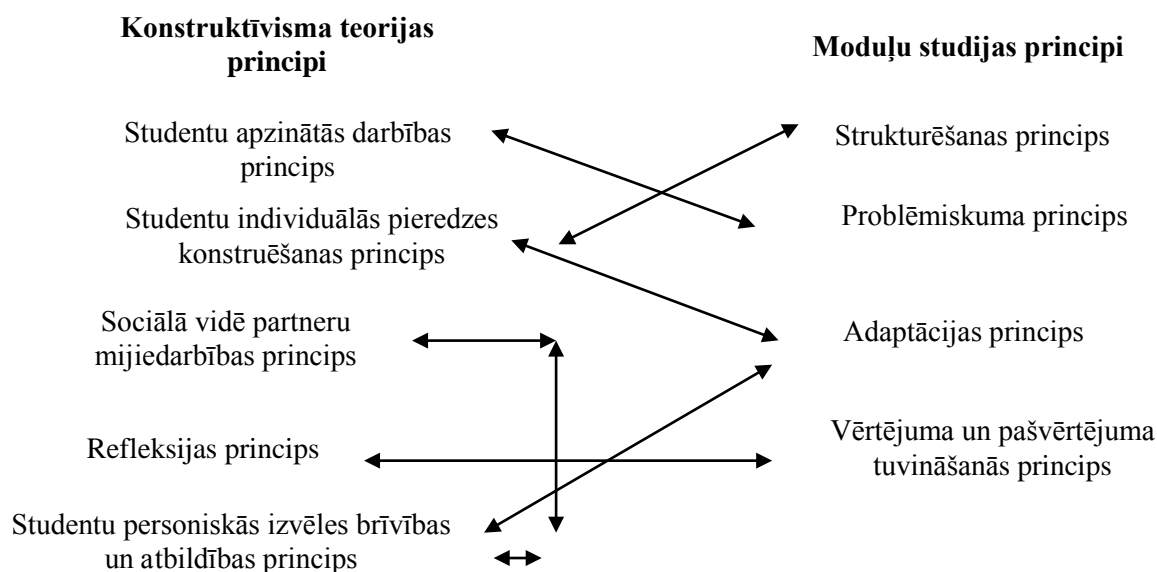 Konstruktīvisma teorijas
principi
Studentu apzinātās darbības
princips
Studentu individuālās pieredzes
konstruēšanas princips
Sociālā vidē partneru
mijiedarbības princips
Refleksijas princips
Studentu personiskās izvēles brīvības
un atbildības princips
Moduļu studijas principi
Strukturēšanas princips
Problēmiskuma princips
Adaptācijas princips
Vērtējuma un pašvērtējuma
tuvināšanās princips